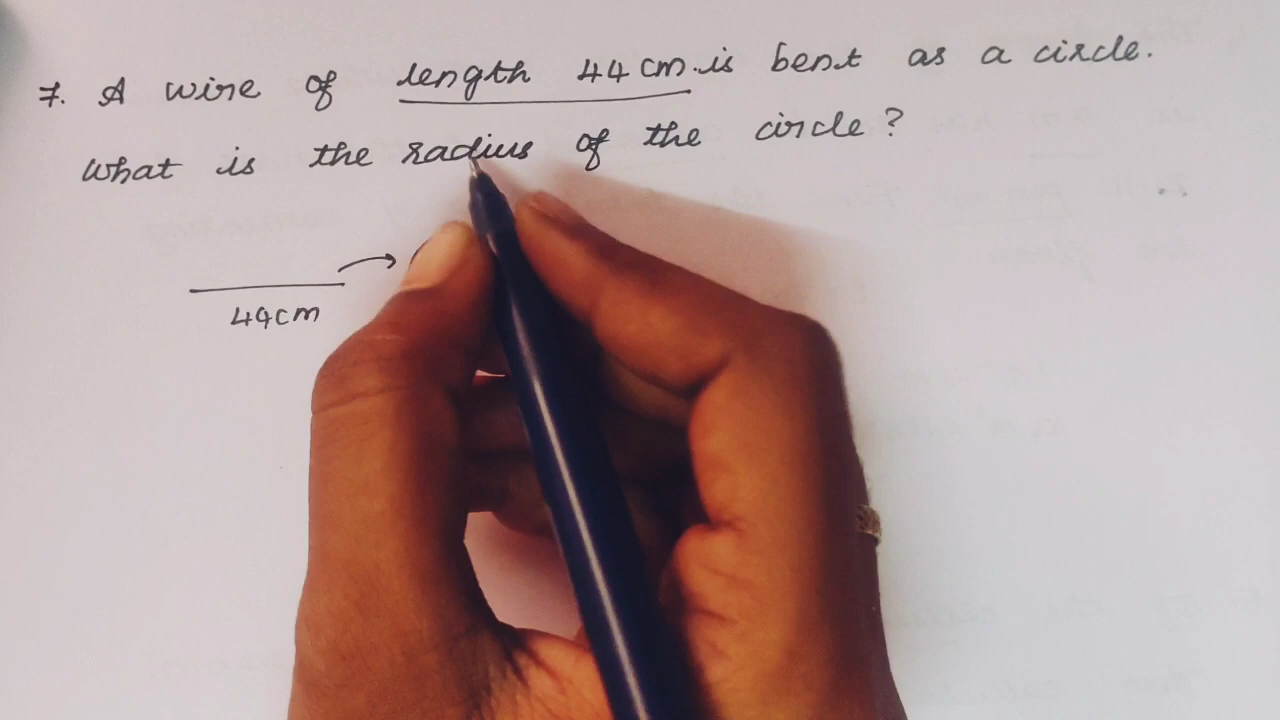 7. A wire of length 44 cm is bent as a circle.
What is the radius of the circle?
44cm